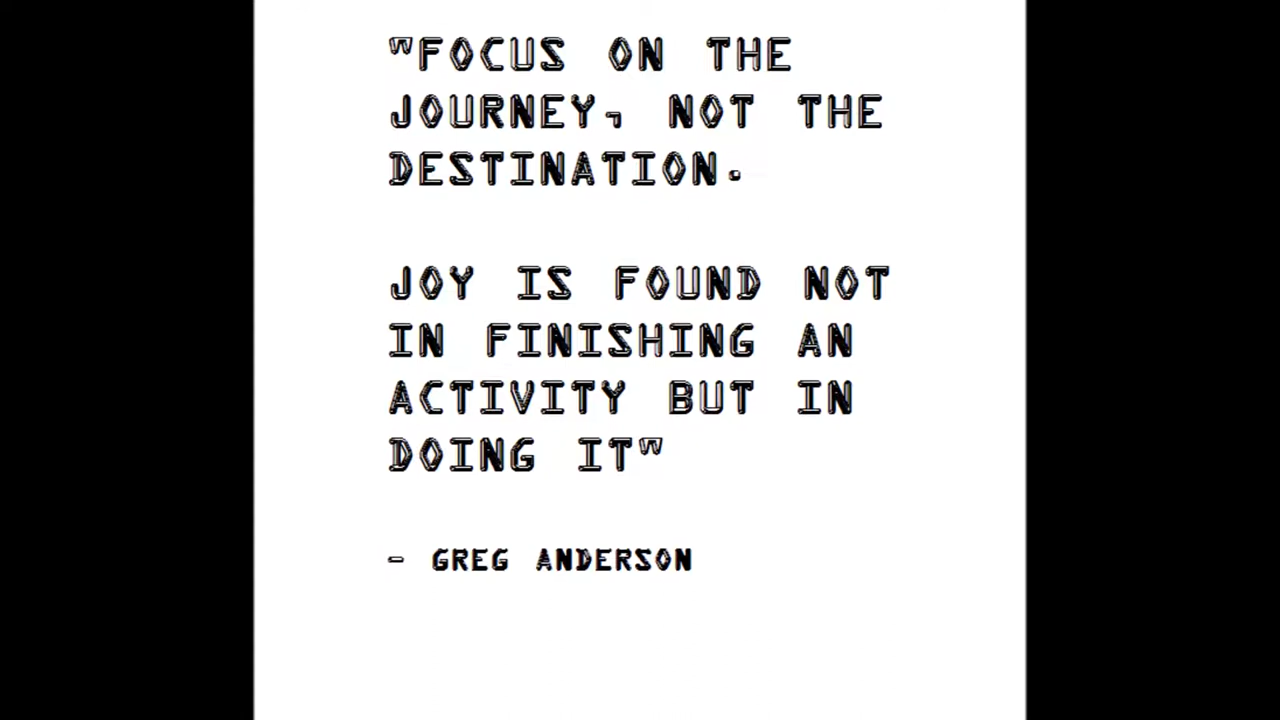 "FOCUS ON THE
JOURNEY, NOT THE
DESTINATION.
JOY IS FOUND NOT
IN FINISHING AN
ACTIVITY BUT IN
DOING IT"
- GREG ANDERSON